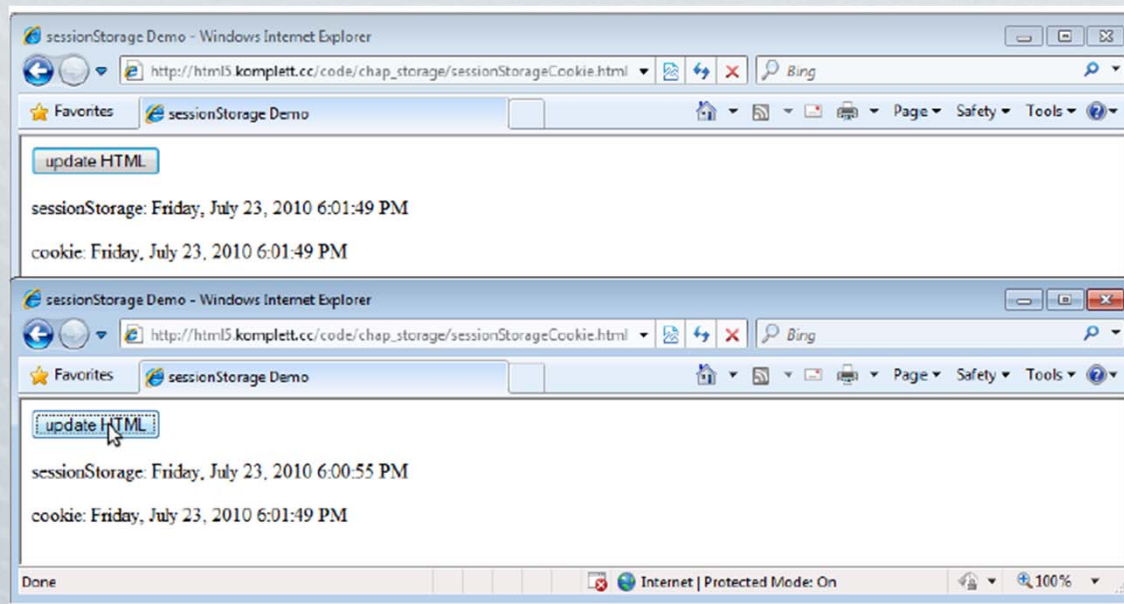 sessionStorage Demo - Windows Internet Explorer
http://html5.komplett.cc/code/chap_storage/sessionStorageCookie.html Bing
Favorites sessionStorage Demo Page Safety Tools
update HTML
sessionStorage: Friday, July 23, 2010 6:01:49 PM
cookie: Friday, July 23, 2010 6:01:49 PM
sessionStorage Demo - Windows Internet Explorer
http://html5.komplett.cc/code/chap_storage/sessionStorageCookie.html Bing
Favorites sessionStorage Demo Page Safety Tools
update HTML
sessionStorage: Friday, July 23, 2010 6:00:55 PM
cookie: Friday, July 23, 2010 6:01:49 PM
Done Internet | Protected Mode: On 100%